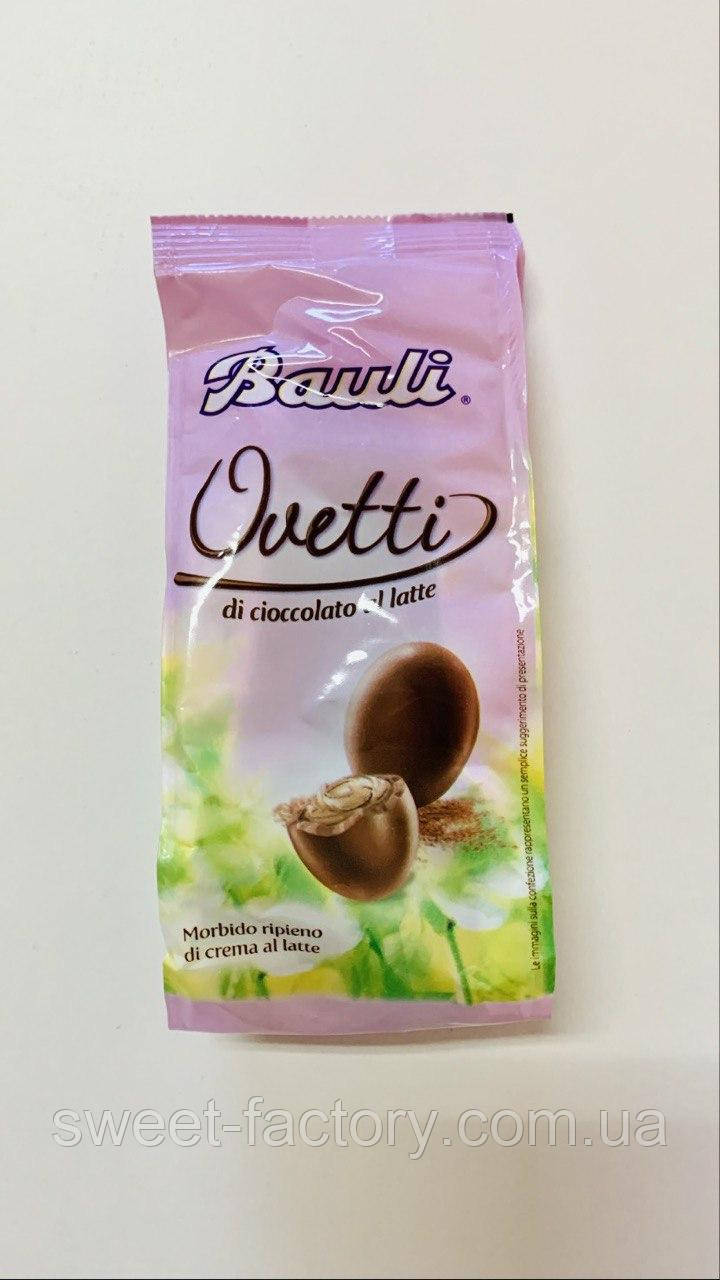 Bauli®
Ovetti
di cioccolato al latte
Le immagini sulla confezione rappresentano un semplice suggerimento di presentazione
Morbido ripieno
di crema al latte
sweet-factory.com.ua